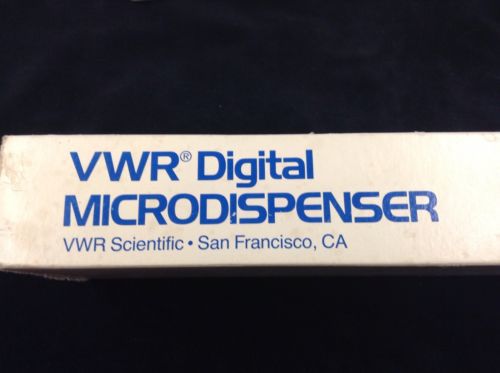 VWR® Digital
MICRODISPENSER
VWR Scientific • San Francisco, CA